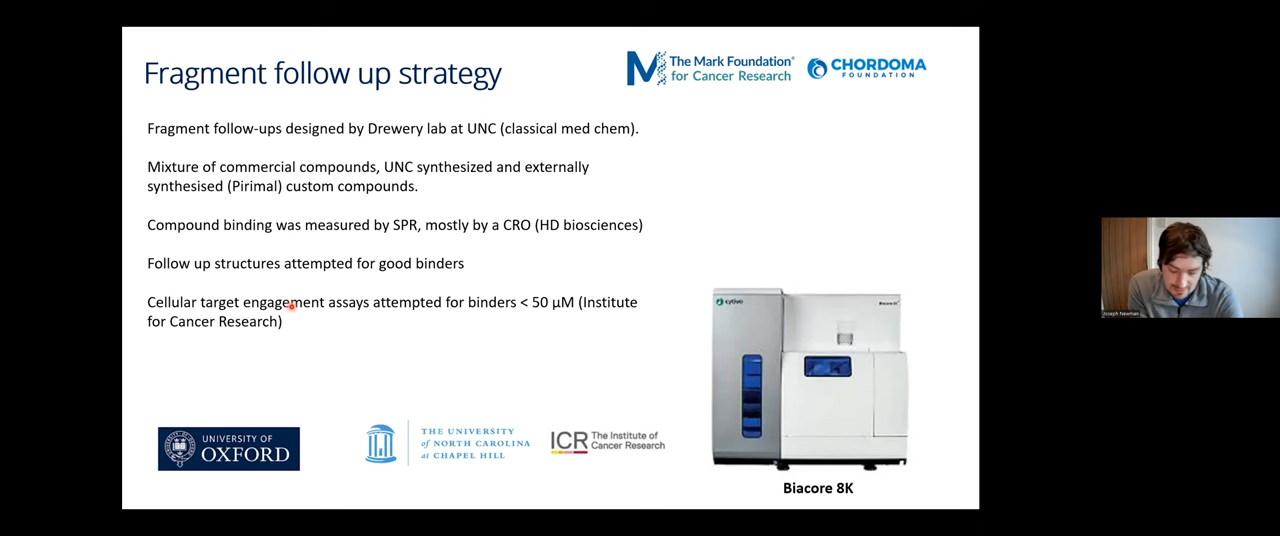 Fragment follow up strategy
The Mark Foundation®
for Cancer Research
CHORDOMA
FOUNDATION
Fragment follow-ups designed by Drewery lab at UNC (classical med chem).
Mixture of commercial compounds, UNC synthesized and externally
synthesised (Pirimal) custom compounds.
Compound binding was measured by SPR, mostly by a CRO (HD biosciences)
Follow up structures attempted for good binders
Cellular target engagement assays attempted for binders < 50 µM (Institute
for Cancer Research)
cytiva
UNIVERSITY OF
OXFORD
THE UNIVERSITY
of NORTH CAROLINA
at CHAPEL HILL
ICR The Institute of
Cancer Research
Biacore 8K
Joseph Newman